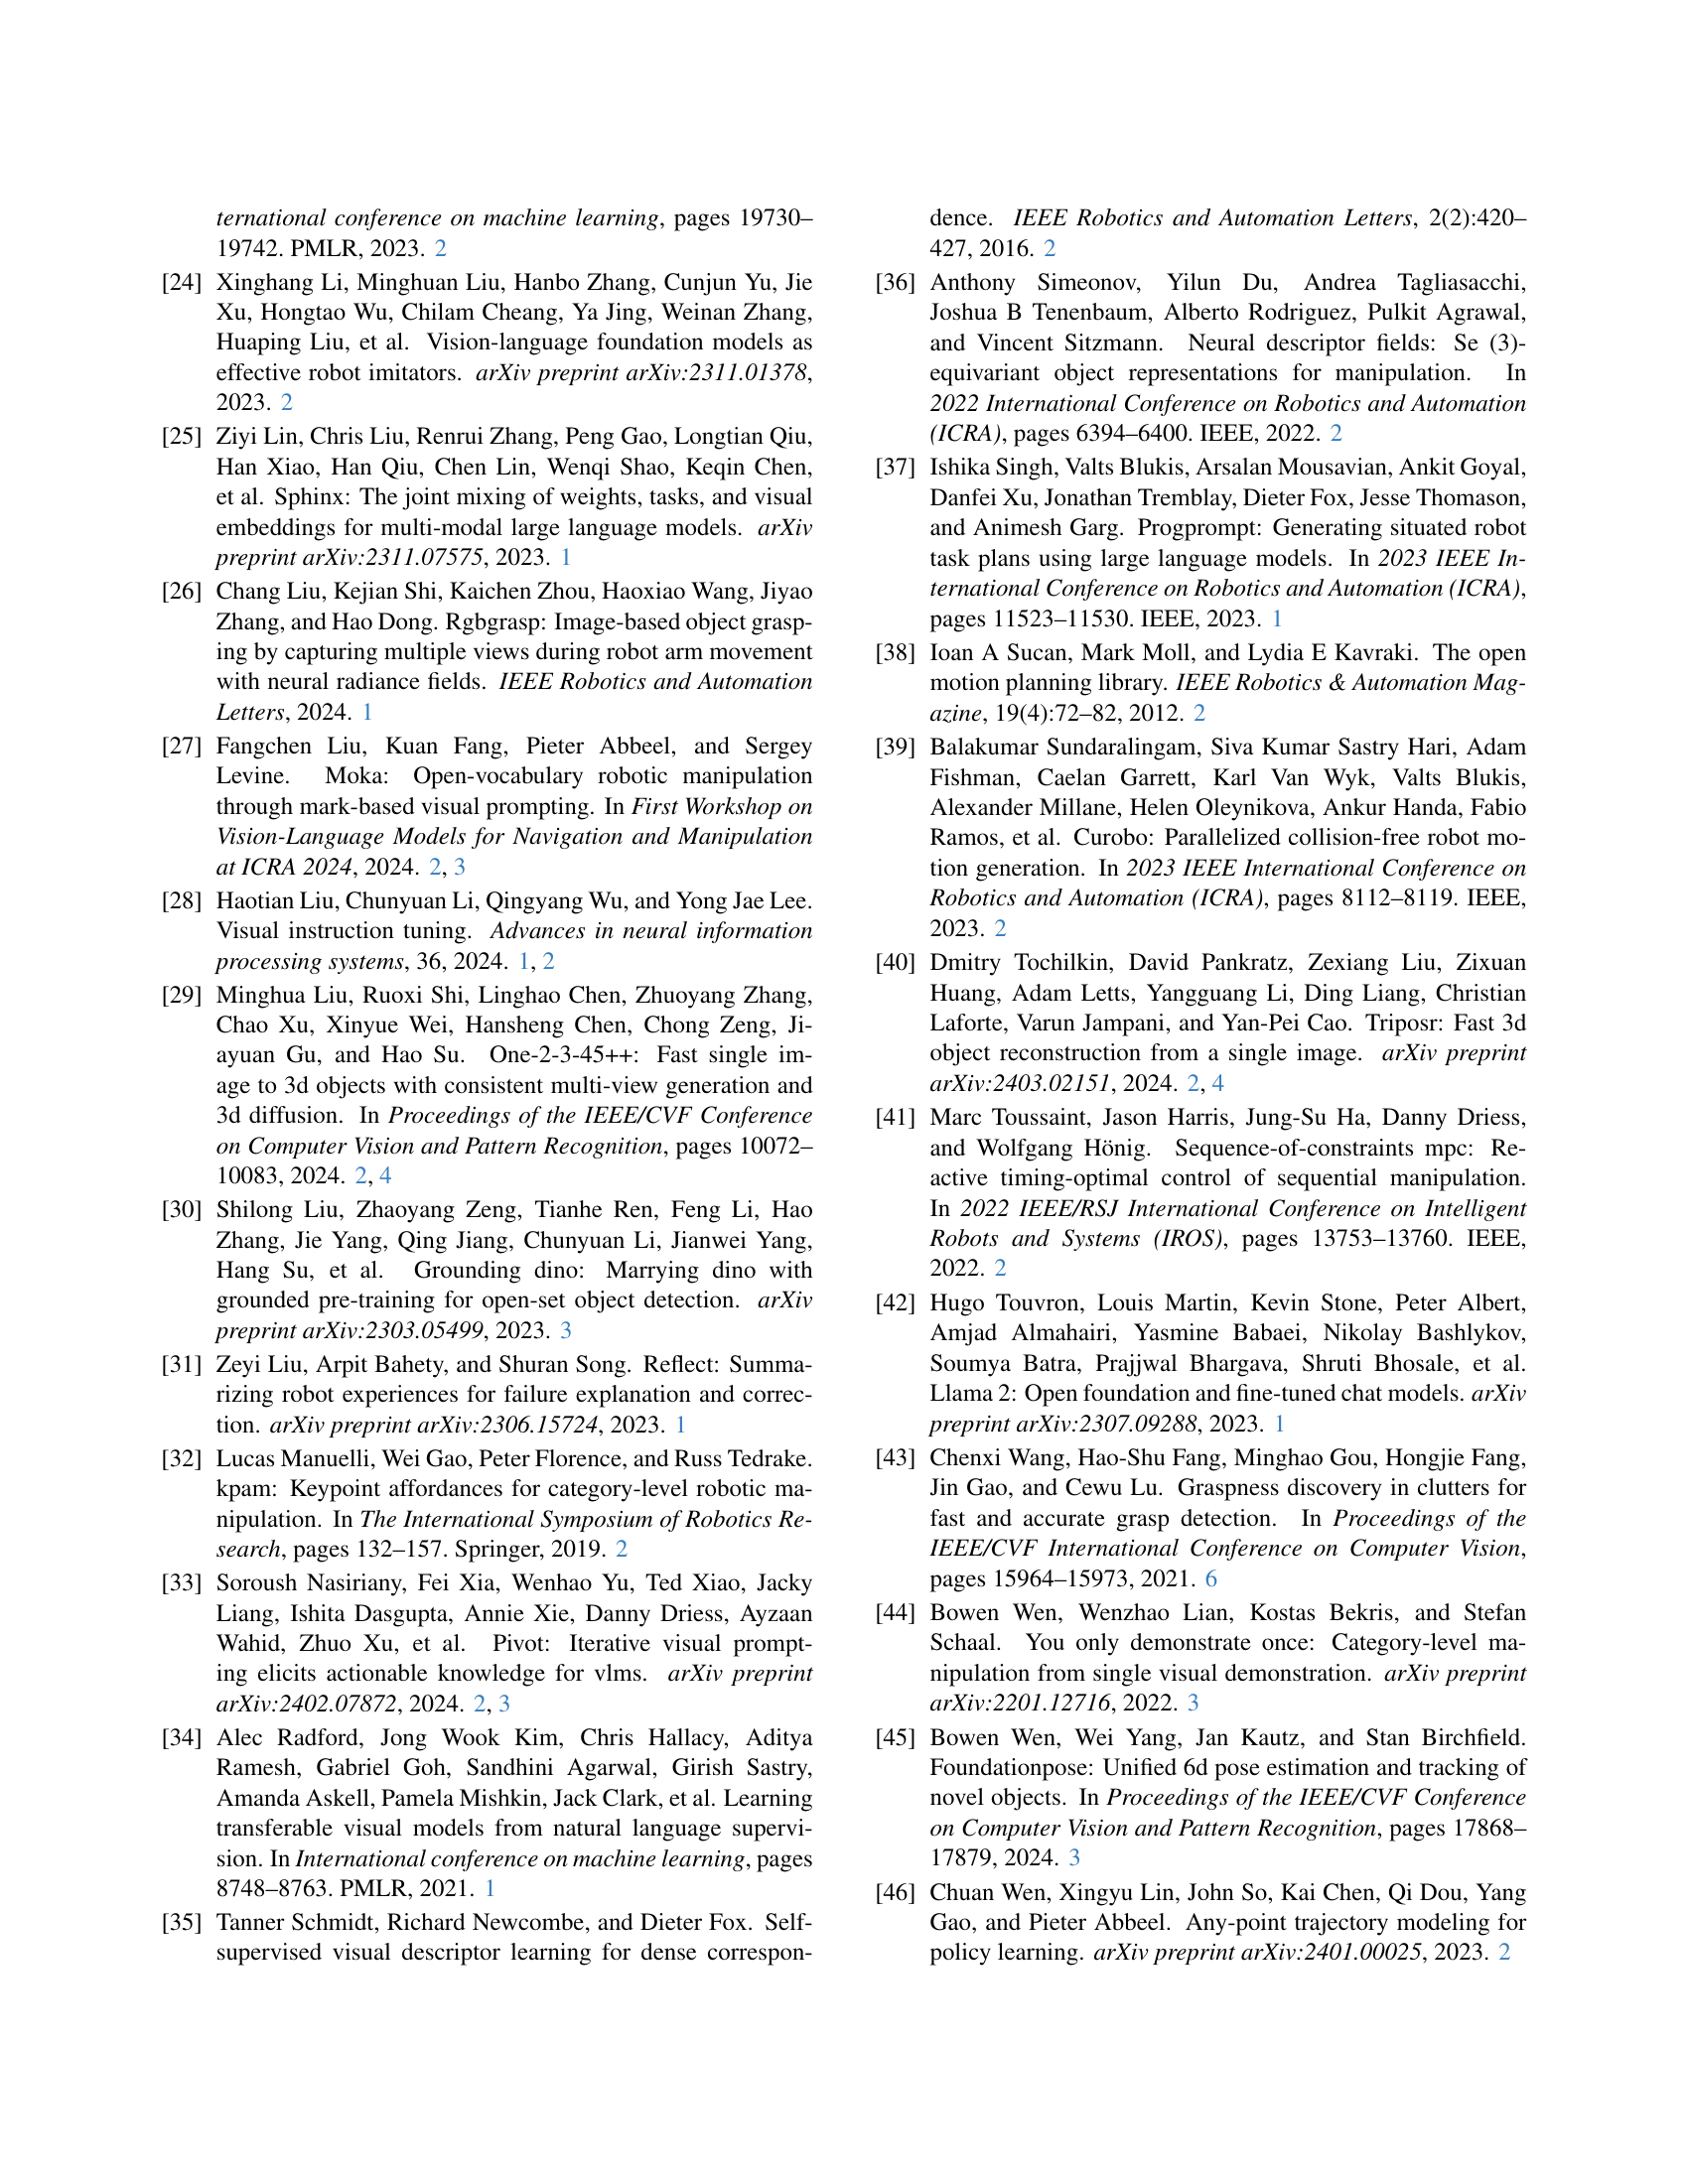 ternational conference on machine learning, pages 19730–
19742. PMLR, 2023. 2
[24] Xinghang Li, Minghuan Liu, Hanbo Zhang, Cunjun Yu, Jie
Xu, Hongtao Wu, Chilam Cheang, Ya Jing, Weinan Zhang,
Huaping Liu, et al. Vision-language foundation models as
effective robot imitators. arXiv preprint arXiv:2311.01378,
2023. 2
[25] Ziyi Lin, Chris Liu, Renrui Zhang, Peng Gao, Longtian Qiu,
Han Xiao, Han Qiu, Chen Lin, Wenqi Shao, Keqin Chen,
et al. Sphinx: The joint mixing of weights, tasks, and visual
embeddings for multi-modal large language models. arXiv
preprint arXiv:2311.07575, 2023. 1
[26] Chang Liu, Kejian Shi, Kaichen Zhou, Haoxiao Wang, Jiyao
Zhang, and Hao Dong. Rgbgrasp: Image-based object grasp-
ing by capturing multiple views during robot arm movement
with neural radiance fields. IEEE Robotics and Automation
Letters, 2024. 1
[27] Fangchen Liu, Kuan Fang, Pieter Abbeel, and Sergey
Levine. Moka: Open-vocabulary robotic manipulation
through mark-based visual prompting. In First Workshop on
Vision-Language Models for Navigation and Manipulation
at ICRA 2024, 2024. 2, 3
[28] Haotian Liu, Chunyuan Li, Qingyang Wu, and Yong Jae Lee.
Visual instruction tuning. Advances in neural information
processing systems, 36, 2024. 1, 2
[29] Minghua Liu, Ruoxi Shi, Linghao Chen, Zhuoyang Zhang,
Chao Xu, Xinyue Wei, Hansheng Chen, Chong Zeng, Ji-
ayuan Gu, and Hao Su. One-2-3-45++: Fast single im-
age to 3d objects with consistent multi-view generation and
3d diffusion. In Proceedings of the IEEE/CVF Conference
on Computer Vision and Pattern Recognition, pages 10072–
10083, 2024. 2, 4
[30] Shilong Liu, Zhaoyang Zeng, Tianhe Ren, Feng Li, Hao
Zhang, Jie Yang, Qing Jiang, Chunyuan Li, Jianwei Yang,
Hang Su, et al. Grounding dino: Marrying dino with
grounded pre-training for open-set object detection. arXiv
preprint arXiv:2303.05499, 2023. 3
[31] Zeyi Liu, Arpit Bahety, and Shuran Song. Reflect: Summa-
rizing robot experiences for failure explanation and correc-
tion. arXiv preprint arXiv:2306.15724, 2023. 1
[32] Lucas Manuelli, Wei Gao, Peter Florence, and Russ Tedrake.
kpam: Keypoint affordances for category-level robotic ma-
nipulation. In The International Symposium of Robotics Re-
search, pages 132–157. Springer, 2019. 2
[33] Soroush Nasiriany, Fei Xia, Wenhao Yu, Ted Xiao, Jacky
Liang, Ishita Dasgupta, Annie Xie, Danny Driess, Ayzaan
Wahid, Zhuo Xu, et al. Pivot: Iterative visual prompt-
ing elicits actionable knowledge for vlms. arXiv preprint
arXiv:2402.07872, 2024. 2, 3
[34] Alec Radford, Jong Wook Kim, Chris Hallacy, Aditya
Ramesh, Gabriel Goh, Sandhini Agarwal, Girish Sastry,
Amanda Askell, Pamela Mishkin, Jack Clark, et al. Learning
transferable visual models from natural language supervi-
sion. In International conference on machine learning, pages
8748–8763. PMLR, 2021. 1
[35] Tanner Schmidt, Richard Newcombe, and Dieter Fox. Self-
supervised visual descriptor learning for dense correspon-
dence. IEEE Robotics and Automation Letters, 2(2):420–
427, 2016. 2
[36] Anthony Simeonov, Yilun Du, Andrea Tagliasacchi,
Joshua B Tenenbaum, Alberto Rodriguez, Pulkit Agrawal,
and Vincent Sitzmann. Neural descriptor fields: Se (3)-
equivariant object representations for manipulation. In
2022 International Conference on Robotics and Automation
(ICRA), pages 6394–6400. IEEE, 2022. 2
[37] Ishika Singh, Valts Blukis, Arsalan Mousavian, Ankit Goyal,
Danfei Xu, Jonathan Tremblay, Dieter Fox, Jesse Thomason,
and Animesh Garg. Progprompt: Generating situated robot
task plans using large language models. In 2023 IEEE In-
ternational Conference on Robotics and Automation (ICRA),
pages 11523–11530. IEEE, 2023. 1
[38] Ioan A Sucan, Mark Moll, and Lydia E Kavraki. The open
motion planning library. IEEE Robotics & Automation Mag-
azine, 19(4):72–82, 2012. 2
[39] Balakumar Sundaralingam, Siva Kumar Sastry Hari, Adam
Fishman, Caelan Garrett, Karl Van Wyk, Valts Blukis,
Alexander Millane, Helen Oleynikova, Ankur Handa, Fabio
Ramos, et al. Curobo: Parallelized collision-free robot mo-
tion generation. In 2023 IEEE International Conference on
Robotics and Automation (ICRA), pages 8112–8119. IEEE,
2023. 2
[40] Dmitry Tochilkin, David Pankratz, Zexiang Liu, Zixuan
Huang, Adam Letts, Yangguang Li, Ding Liang, Christian
Laforte, Varun Jampani, and Yan-Pei Cao. Triposr: Fast 3d
object reconstruction from a single image. arXiv preprint
arXiv:2403.02151, 2024. 2, 4
[41] Marc Toussaint, Jason Harris, Jung-Su Ha, Danny Driess,
and Wolfgang Hönig. Sequence-of-constraints mpc: Re-
active timing-optimal control of sequential manipulation.
In 2022 IEEE/RSJ International Conference on Intelligent
Robots and Systems (IROS), pages 13753–13760. IEEE,
2022. 2
[42] Hugo Touvron, Louis Martin, Kevin Stone, Peter Albert,
Amjad Almahairi, Yasmine Babaei, Nikolay Bashlykov,
Soumya Batra, Prajjwal Bhargava, Shruti Bhosale, et al.
Llama 2: Open foundation and fine-tuned chat models. arXiv
preprint arXiv:2307.09288, 2023. 1
[43] Chenxi Wang, Hao-Shu Fang, Minghao Gou, Hongjie Fang,
Jin Gao, and Cewu Lu. Graspness discovery in clutters for
fast and accurate grasp detection. In Proceedings of the
IEEE/CVF International Conference on Computer Vision,
pages 15964–15973, 2021. 6
[44] Bowen Wen, Wenzhao Lian, Kostas Bekris, and Stefan
Schaal. You only demonstrate once: Category-level ma-
nipulation from single visual demonstration. arXiv preprint
arXiv:2201.12716, 2022. 3
[45] Bowen Wen, Wei Yang, Jan Kautz, and Stan Birchfield.
Foundationpose: Unified 6d pose estimation and tracking of
novel objects. In Proceedings of the IEEE/CVF Conference
on Computer Vision and Pattern Recognition, pages 17868–
17879, 2024. 3
[46] Chuan Wen, Xingyu Lin, John So, Kai Chen, Qi Dou, Yang
Gao, and Pieter Abbeel. Any-point trajectory modeling for
policy learning. arXiv preprint arXiv:2401.00025, 2023. 2